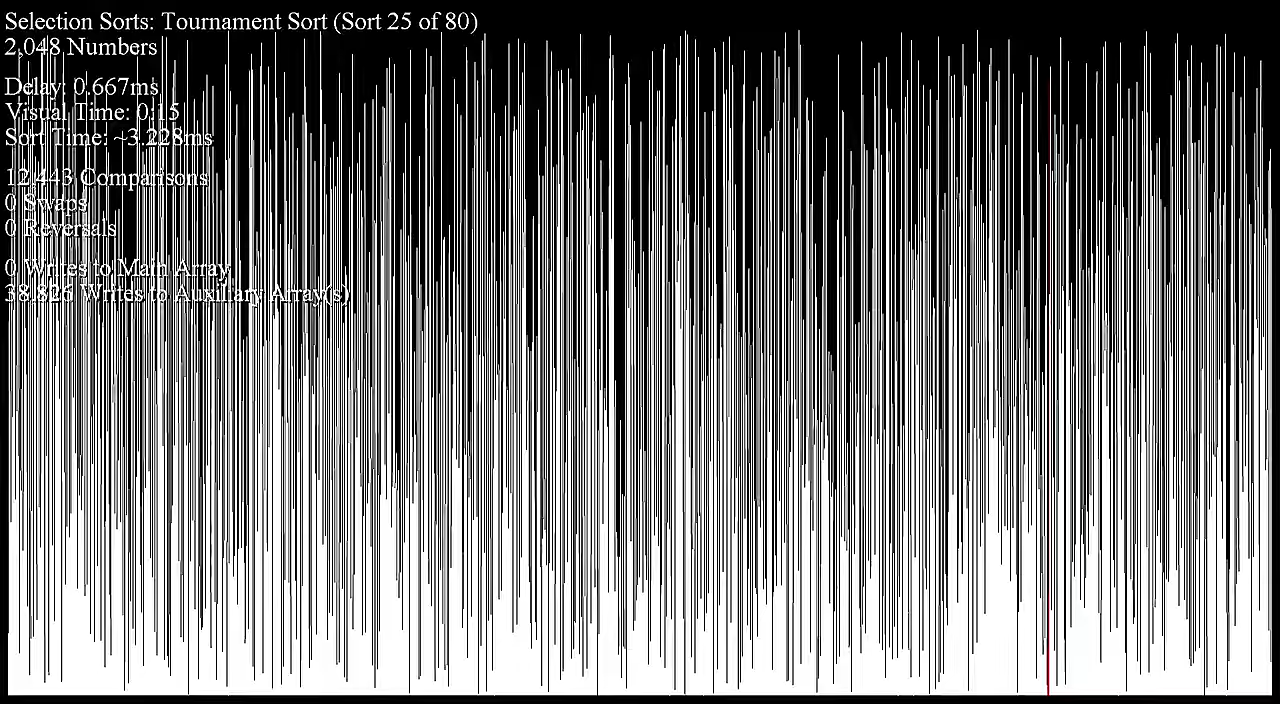 Selection Sorts: Tournament Sort (Sort 25 of 80)
2,048 Numbers
Delay: 0.667ms
Visual Time: 0:15
Sort Time: ~3.228ms
12,443 Comparisons
0 Swaps
0 Reversals
0 Writes to Main Array
38,826 Writes to Auxiliary Array(s)